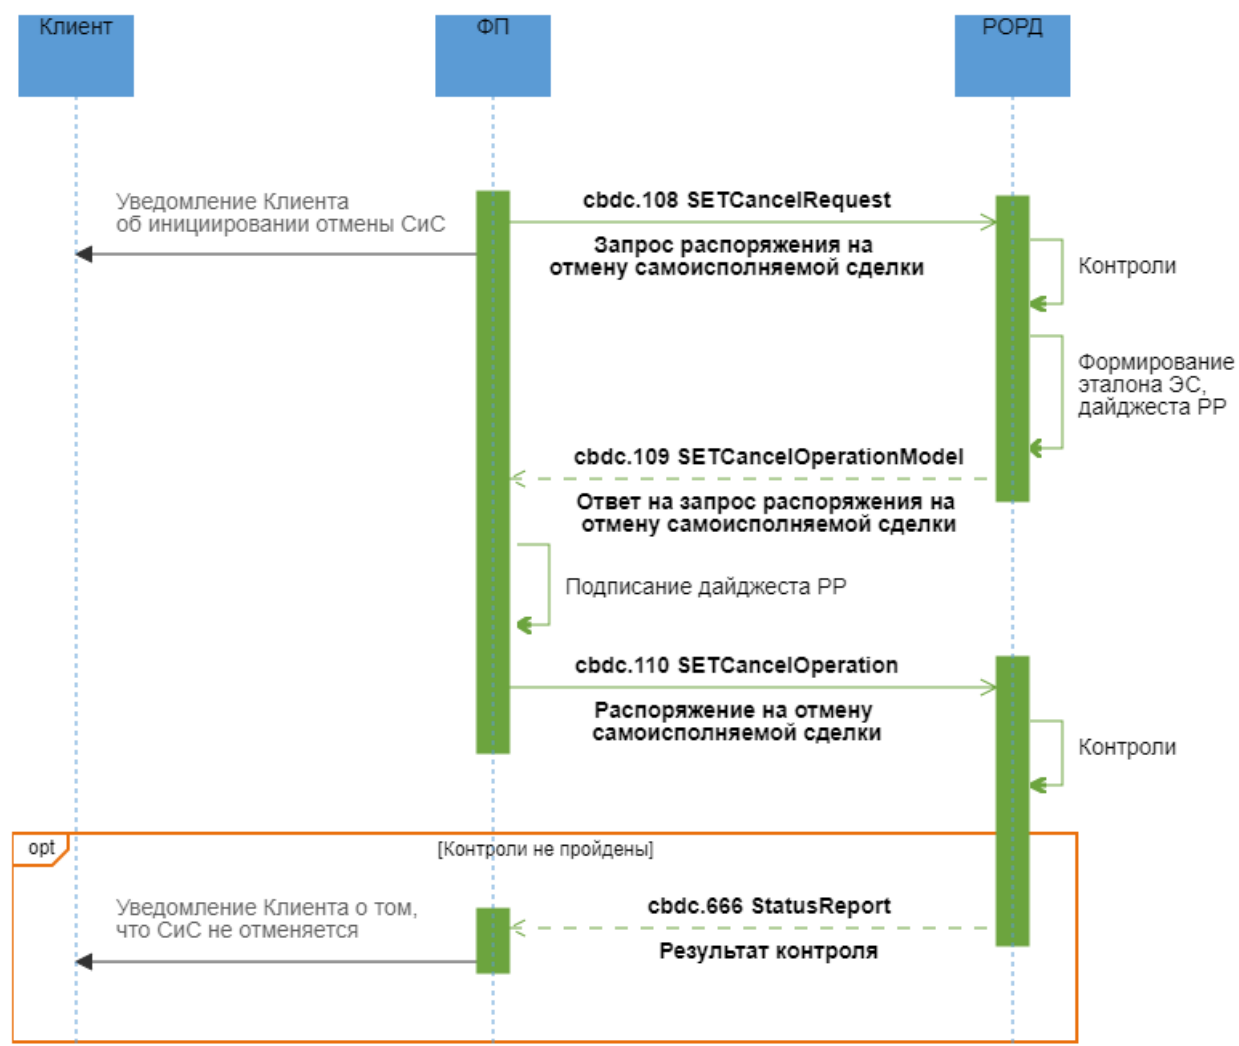 Клиент
ФП
РОРД
Уведомление Клиента
об инициировании отмены СиС
cbdc.108 SETCancelRequest
Запрос распоряжения на
отмену самоисполняемой сделки
Контроли
Формирование
эталона ЭС,
дайджеста РР
cbdc.109 SETCancelOperationModel
Ответ на запрос распоряжения на
отмену самоисполняемой сделки
Подписание дайджеста РР
cbdc.110 SETCancelOperation
Распоряжение на отмену
самоисполняемой сделки
Контроли
opt
[Контроли не пройдены]
Уведомление Клиента о том,
что СиС не отменяется
cbdc.666 StatusReport
Результат контроля